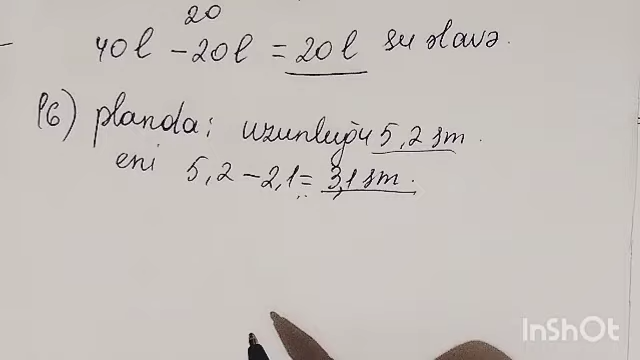 20
40l - 20l = 20l su əlavə.
16) planda: uzunluğu 5,2 sm.
eni 5,2 - 2,1 = 3,1 sm.
InShOt